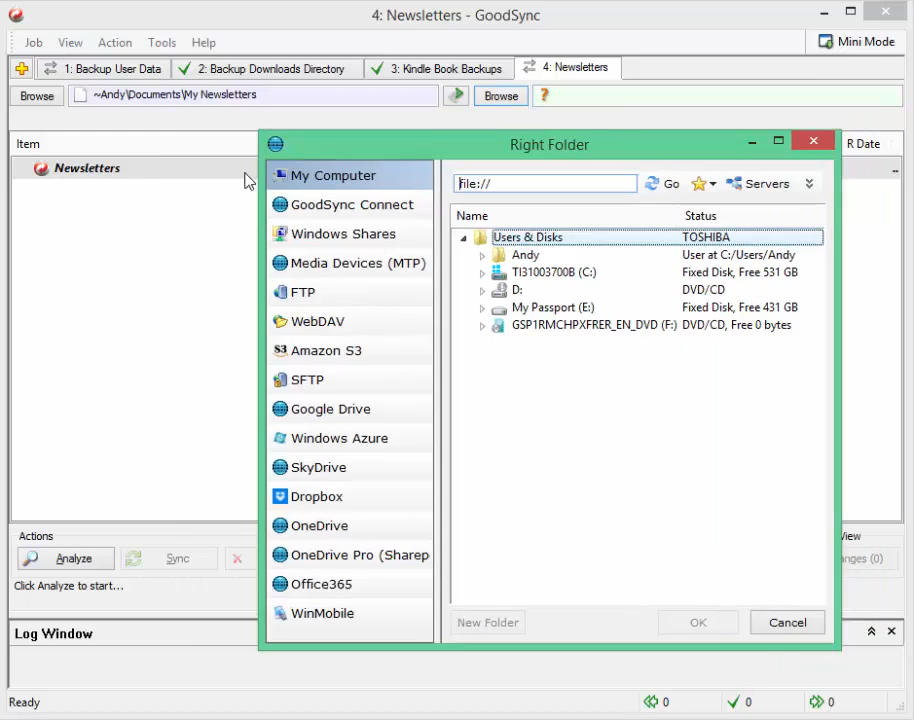 4: Newsletters - GoodSync
Job View Action Tools Help
Mini Mode
1: Backup User Data 2: Backup Downloads Directory 3: Kindle Book Backups 4: Newsletters
Browse ~Andy\Documents\My Newsletters Browse ?
Item
R Date
Newsletters
..
Right Folder
My Computer
GoodSync Connect
Windows Shares
Media Devices (MTP)
FTP
WebDAV
S3 Amazon S3
SFTP
Google Drive
Windows Azure
SkyDrive
Dropbox
OneDrive
OneDrive Pro (Sharep
Office365
WinMobile
file:// Go Servers
Name Status
Users & Disks TOSHIBA
Andy User at C:/Users/Andy
TI31003700B (C:) Fixed Disk, Free 531 GB
D: DVD/CD
My Passport (E:) Fixed Disk, Free 431 GB
GSP1RMCHPXFRER_EN_DVD (F:) DVD/CD, Free 0 bytes
New Folder OK Cancel
Actions
View
Analyze Sync
anges (0)
Click Analyze to start...
Log Window
Ready
0 0 0